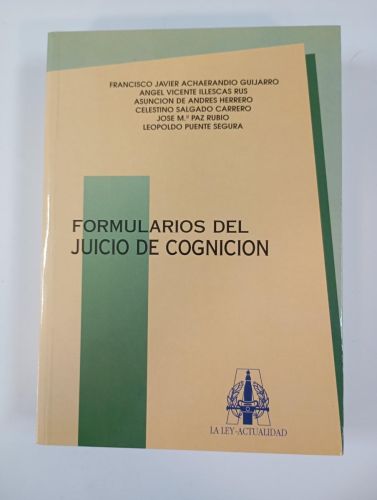 FRANCISCO JAVIER ACHAERANDIO GUIJARRO
ANGEL VICENTE ILLESCAS RUS
ASUNCION DE ANDRES HERRERO
CELESTINO SALGADO CARRERO
JOSE M.ª PAZ RUBIO
LEOPOLDO PUENTE SEGURA
FORMULARIOS DEL
JUICIO DE COGNICION
LA LEY-ACTUALIDAD